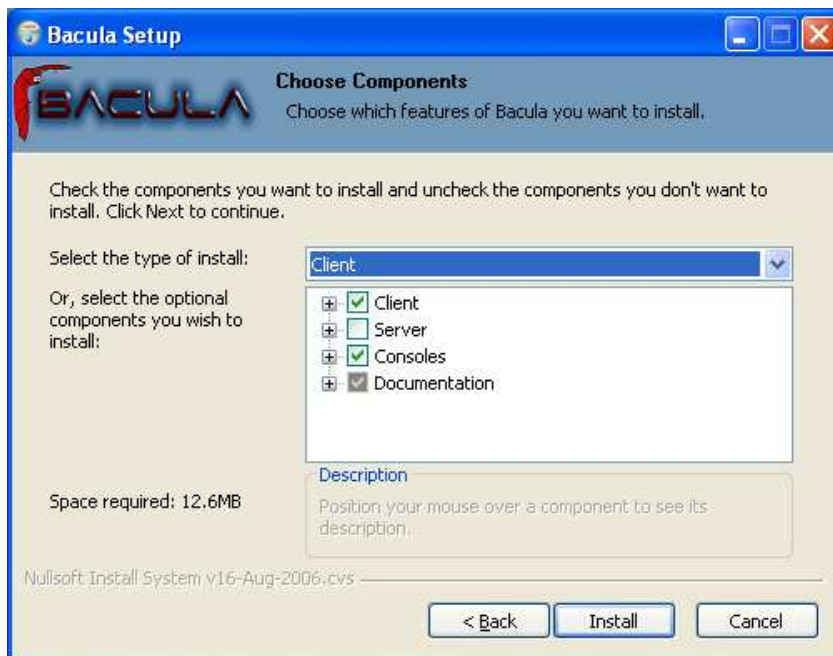 Bacula Setup
BACULA
Choose Components
Choose which features of Bacula you want to install.
Check the components you want to install and uncheck the components you don't want to
install. Click Next to continue.
Select the type of install:
Client
Or, select the optional
components you wish to
install:
Client
Server
Consoles
Documentation
Space required: 12.6MB
Description
Position your mouse over a component to see its
description.
Nullsoft Install System v16-Aug-2006.cvs
< Back
Install
Cancel